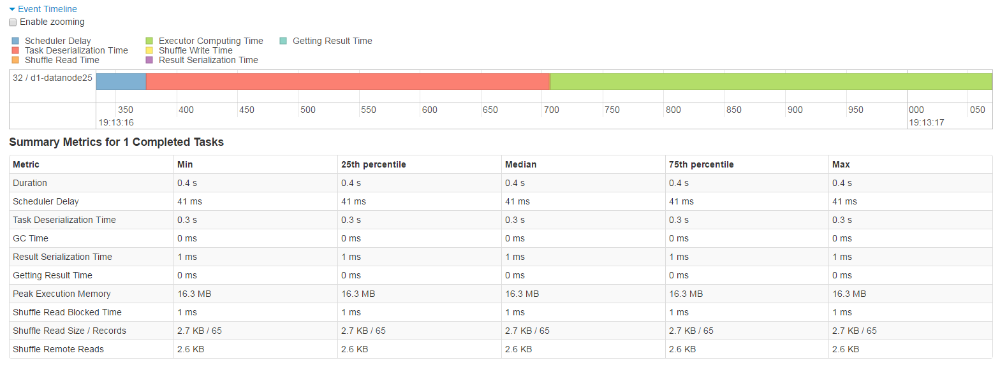 Event Timeline
Enable zooming
Scheduler Delay Executor Computing Time Getting Result Time
Task Deserialization Time Shuffle Write Time
Shuffle Read Time Result Serialization Time
32 / d1-datanode25
350 400 450 500 550 600 650 700 750 800 850 900 950 000 050
19:13:16 19:13:17
Summary Metrics for 1 Completed Tasks
Metric Min 25th percentile Median 75th percentile Max
Duration 0.4 s 0.4 s 0.4 s 0.4 s 0.4 s
Scheduler Delay 41 ms 41 ms 41 ms 41 ms 41 ms
Task Deserialization Time 0.3 s 0.3 s 0.3 s 0.3 s 0.3 s
GC Time 0 ms 0 ms 0 ms 0 ms 0 ms
Result Serialization Time 1 ms 1 ms 1 ms 1 ms 1 ms
Getting Result Time 0 ms 0 ms 0 ms 0 ms 0 ms
Peak Execution Memory 16.3 MB 16.3 MB 16.3 MB 16.3 MB 16.3 MB
Shuffle Read Blocked Time 1 ms 1 ms 1 ms 1 ms 1 ms
Shuffle Read Size / Records 2.7 KB / 65 2.7 KB / 65 2.7 KB / 65 2.7 KB / 65 2.7 KB / 65
Shuffle Remote Reads 2.6 KB 2.6 KB 2.6 KB 2.6 KB 2.6 KB